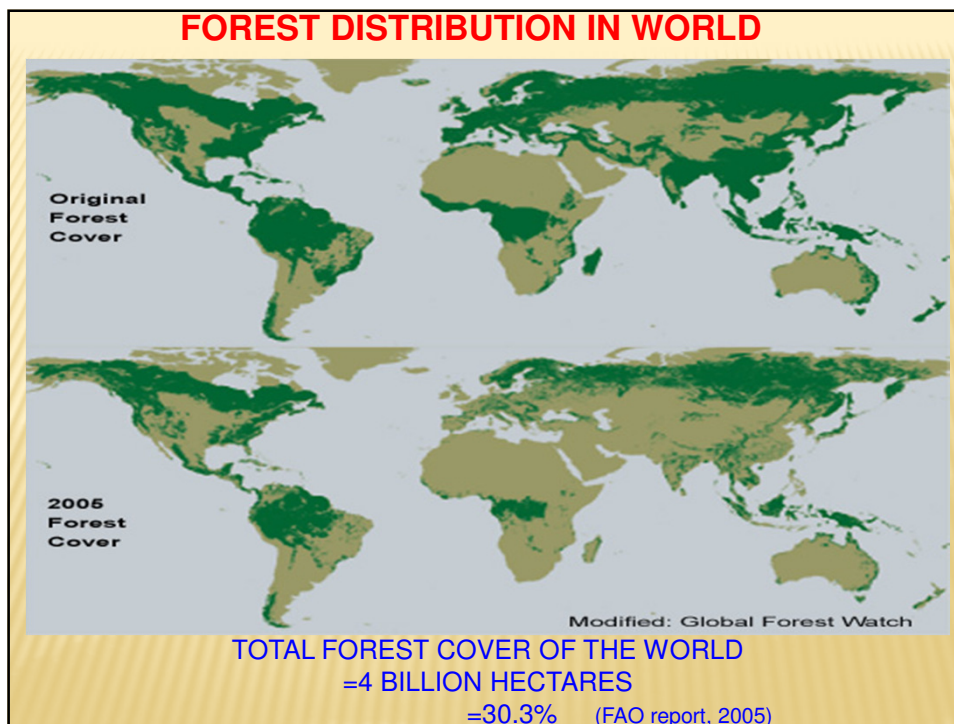 FOREST DISTRIBUTION IN WORLD
Original
Forest
Cover
2005
Forest
Cover
Modified: Global Forest Watch
TOTAL FOREST COVER OF THE WORLD
=4 BILLION HECTARES
=30.3% (FAO report, 2005)